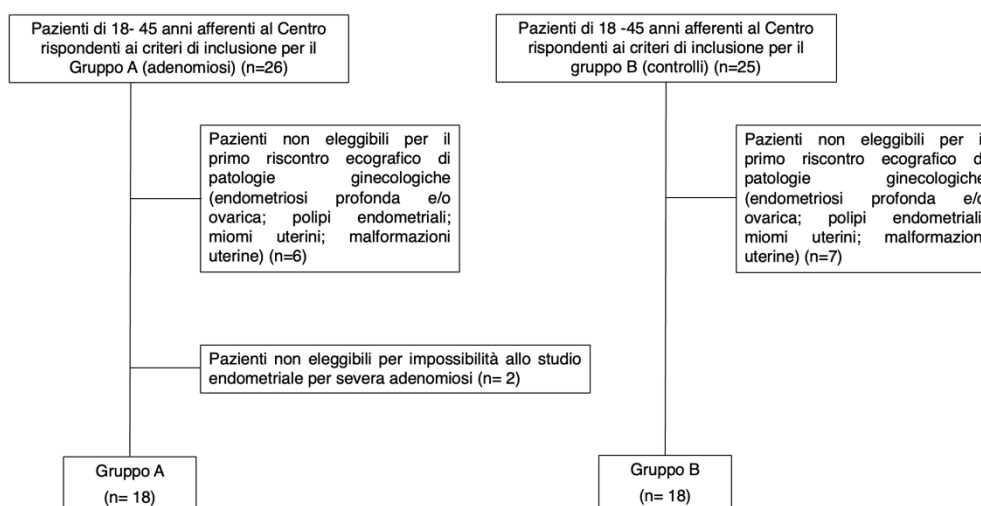 Pazienti di 18- 45 anni afferenti al Centro
rispondenti ai criteri di inclusione per il
Gruppo A (adenomiosi) (n=26)
Pazienti di 18 -45 anni afferenti al Centro
rispondenti ai criteri di inclusione per il
gruppo B (controlli) (n=25)
Pazienti non eleggibili per il
primo riscontro ecografico di
patologie ginecologiche
(endometriosi profonda e/o
ovarica; polipi endometriali;
miomi uterini; malformazioni
uterine) (n=6)
Pazienti non eleggibili per i
primo riscontro ecografico d
patologie ginecologiche
(endometriosi profonda e/o
ovarica; polipi endometriali
miomi uterini; malformazion
uterine) (n=7)
Pazienti non eleggibili per impossibilità allo studio
endometriale per severa adenomiosi (n= 2)
Gruppo A
(n= 18)
Gruppo B
(n= 18)